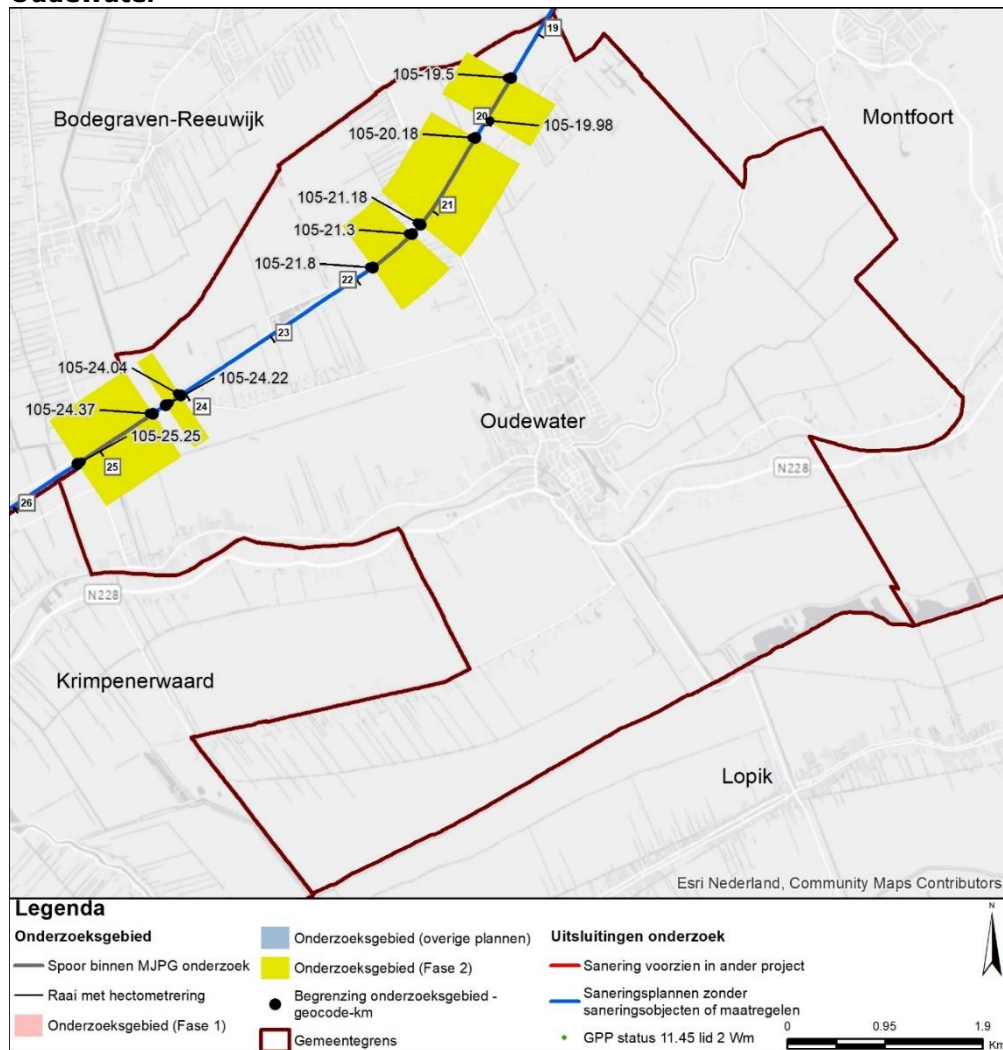 Oudewater
19
105-19.5
Bodegraven-Reeuwijk
Montfoort
20
105-19.98
105-20.18
105-21.18
21
105-21.3
105-21.8
22
23
105-24.04
105-24.22
24
105-24.37
Oudewater
105-25.25
25
N228
26
N228
Krimpenerwaard
Lopik
Esri Nederland, Community Maps Contributors
Legenda
Onderzoeksgebied
Spoor binnen MJPG onderzoek
Raai met hectometrering
Onderzoeksgebied (Fase 1)
Onderzoeksgebied (overige plannen)
Onderzoeksgebied (Fase 2)
Begrenzing onderzoeksgebied -
geocode-km
Gemeentegrens
Uitsluitingen onderzoek
Sanering voorzien in ander project
Saneringsplannen zonder
saneringsobjecten of maatregelen
GPP status 11.45 lid 2 Wm
N
0 0.95 1.9
Km